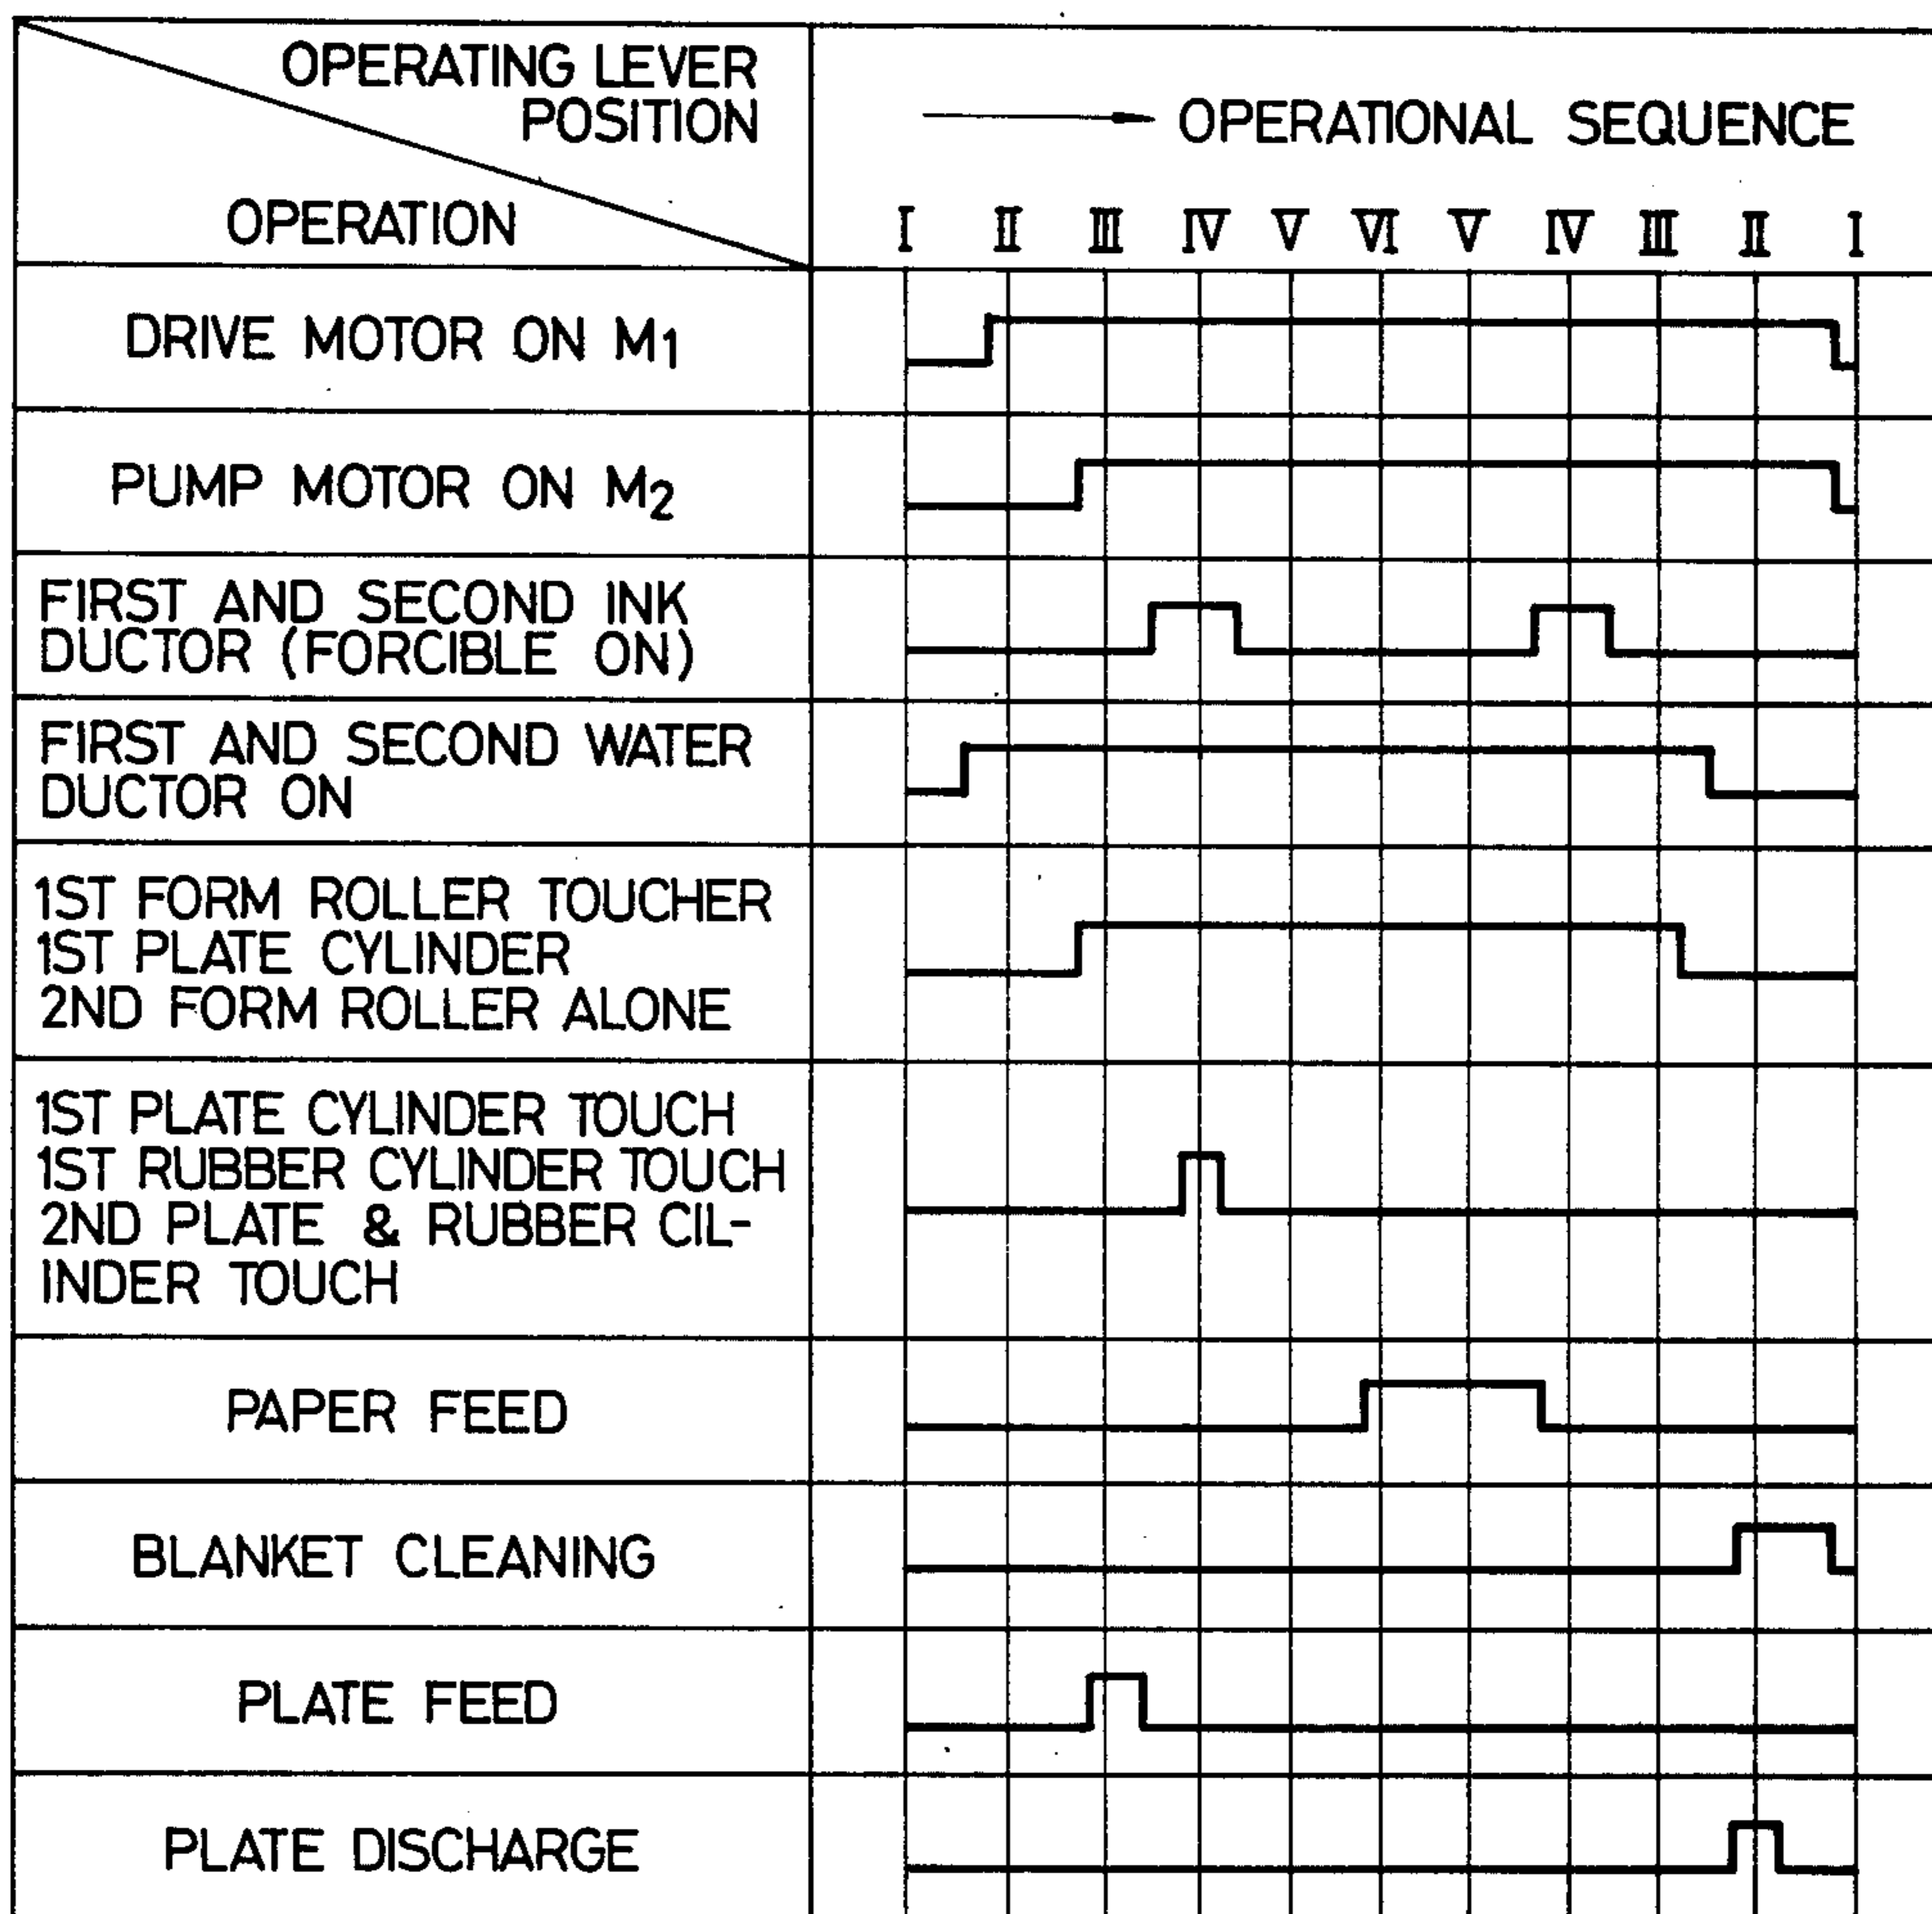 OPERATING LEVER
POSITION
OPERATION
OPERATIONAL SEQUENCE
I II III IV V VI V IV III II I
DRIVE MOTOR ON M1
PUMP MOTOR ON M2
FIRST AND SECOND INK
DUCTOR (FORCIBLE ON)
FIRST AND SECOND WATER
DUCTOR ON
1ST FORM ROLLER TOUCHER
1ST PLATE CYLINDER
2ND FORM ROLLER ALONE
1ST PLATE CYLINDER TOUCH
1ST RUBBER CYLINDER TOUCH
2ND PLATE & RUBBER CIL-
INDER TOUCH
PAPER FEED
BLANKET CLEANING
PLATE FEED
PLATE DISCHARGE